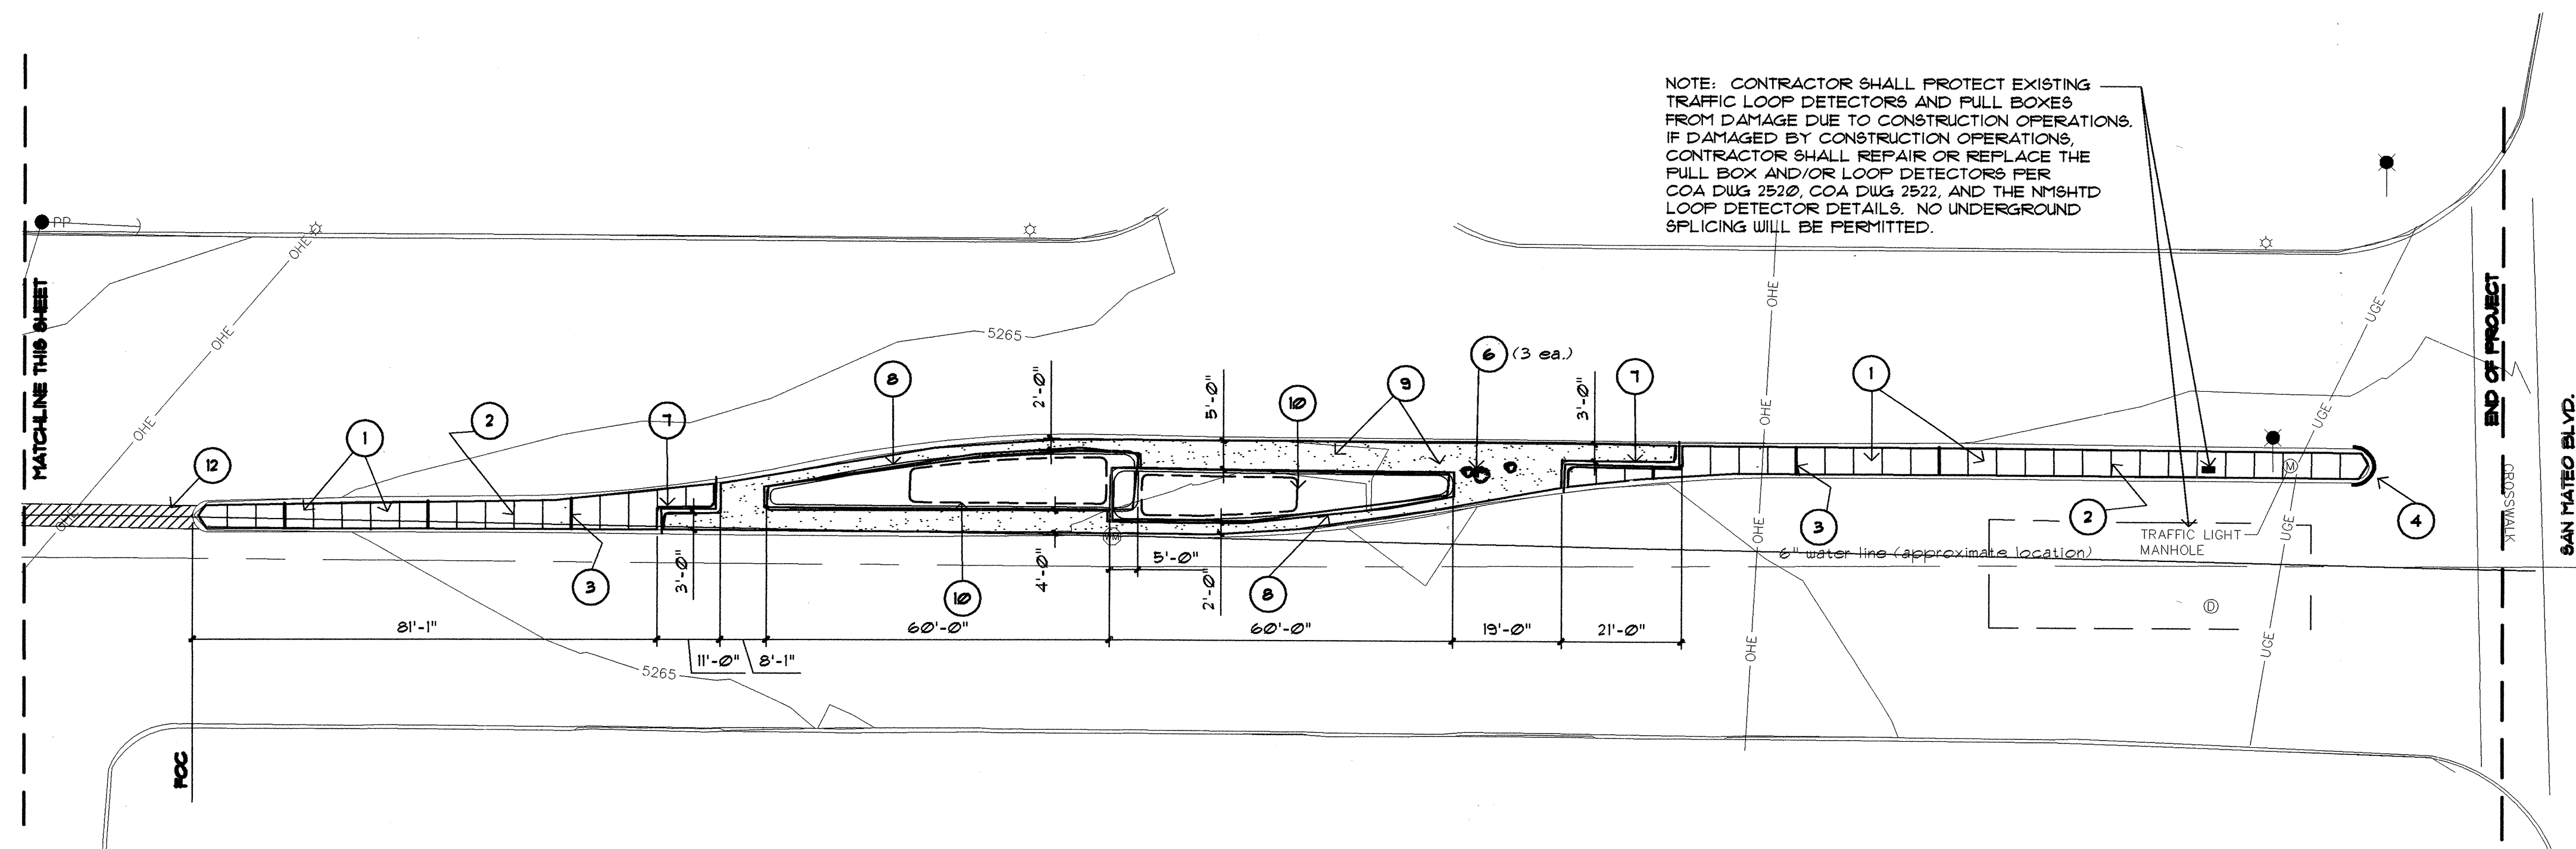 NOTE: CONTRACTOR SHALL PROTECT EXISTING
TRAFFIC LOOP DETECTORS AND PULL BOXES
FROM DAMAGE DUE TO CONSTRUCTION OPERATIONS.
IF DAMAGED BY CONSTRUCTION OPERATIONS,
CONTRACTOR SHALL REPAIR OR REPLACE THE
PULL BOX AND/OR LOOP DETECTORS PER
COA DWG 2520, COA DWG 2522, AND THE NMSHTD
LOOP DETECTOR DETAILS. NO UNDERGROUND
SPLICING WILL BE PERMITTED.
PP
OHE
OHE
OHE
OHE
MATCHLINE THIS SHEET
5265
12
1
2
7
8
2'-0"
5'-0"
10
9
6 (3 ea.)
3'-0"
7
OHE
OHE
OHE
OHE
1
UGE
UGE
UGE
UGE
END OF PROJECT
CROSSWALK
SAN MATEO BLVD.
M
3
3'-0"
10
4'-0"
5'-0"
2'-0"
8
3
2
4
TRAFFIC LIGHT
MANHOLE
6" water line (approximate location)
D
81'-1"
11'-0"
8'-1"
60'-0"
60'-0"
19'-0"
21'-0"
5265